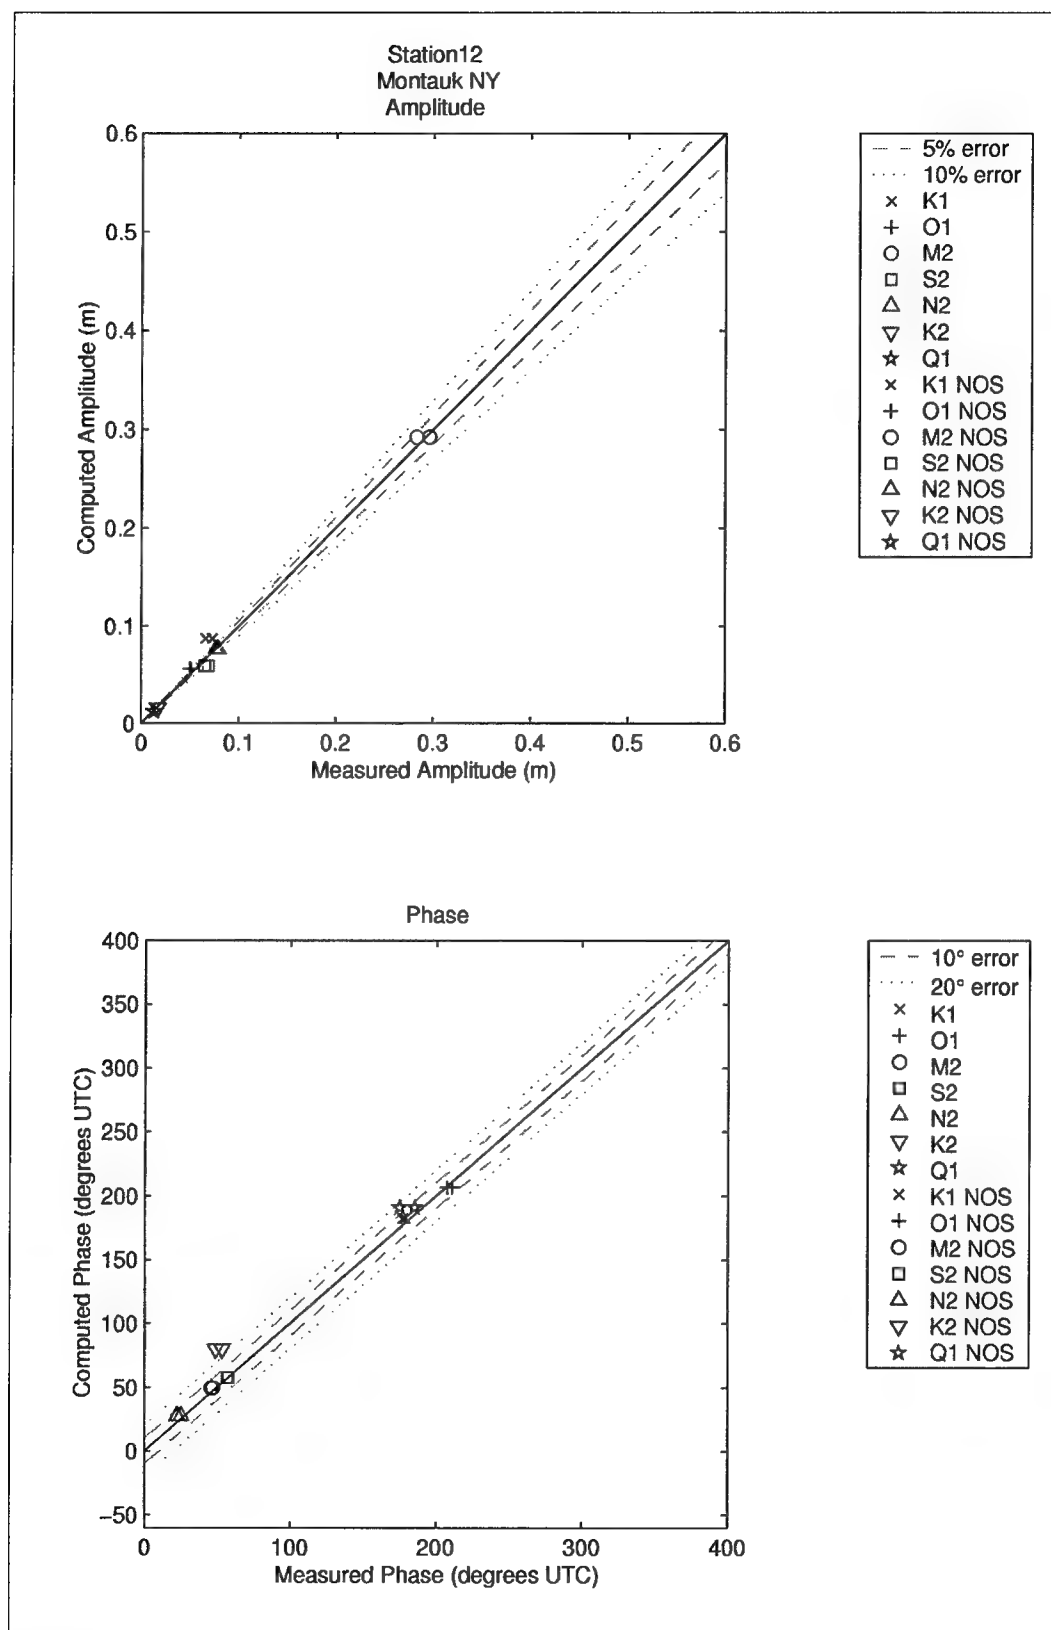 Station12
Montauk NY
Amplitude
0.6
0.5
0.4
0.3
0.2
0.1
0
Computed Amplitude (m)
0 0.1 0.2 0.3 0.4 0.5 0.6
Measured Amplitude (m)
5% error
10% error
K1
O1
M2
S2
N2
K2
Q1
K1 NOS
O1 NOS
M2 NOS
S2 NOS
N2 NOS
K2 NOS
Q1 NOS
Phase
400
350
300
250
200
150
100
50
0
−50
Computed Phase (degrees UTC)
0 100 200 300 400
Measured Phase (degrees UTC)
10° error
20° error
K1
O1
M2
S2
N2
K2
Q1
K1 NOS
O1 NOS
M2 NOS
S2 NOS
N2 NOS
K2 NOS
Q1 NOS